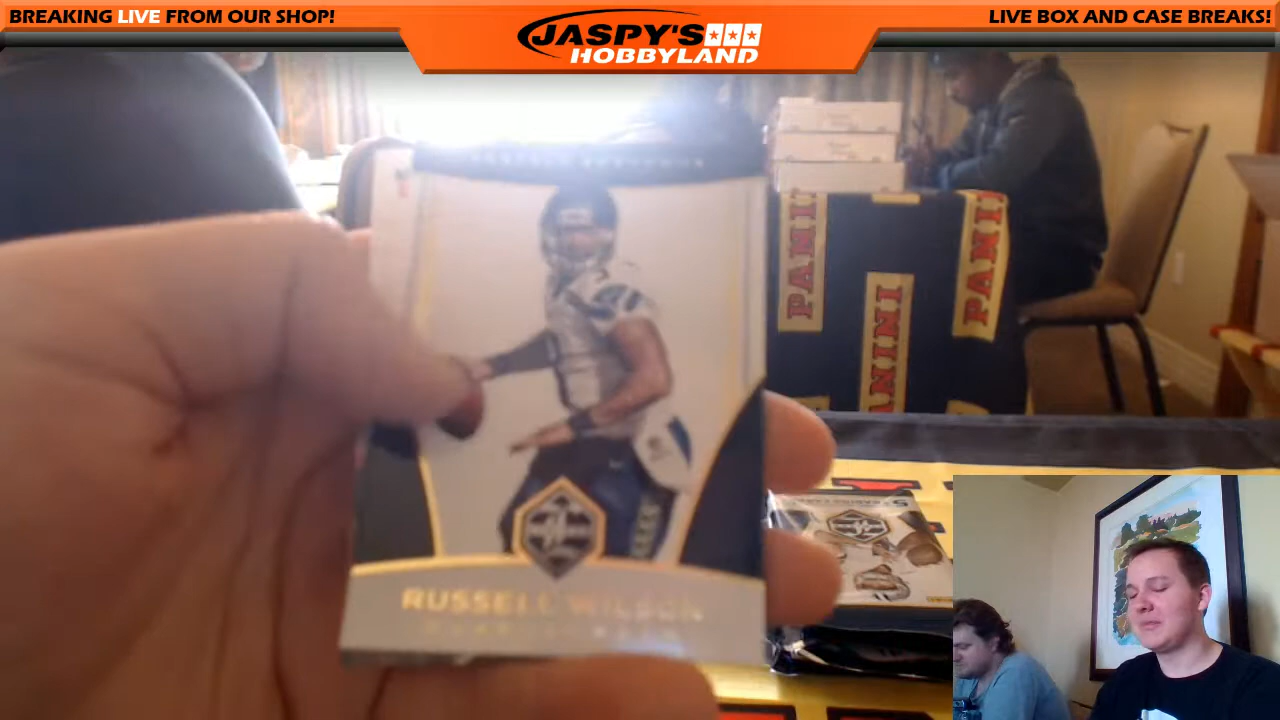 BREAKING LIVE FROM OUR SHOP!
JASPY'S
HOBBYLAND
LIVE BOX AND CASE BREAKS!
PANINI
PANINI
PANINI
RUSSELL WILSON